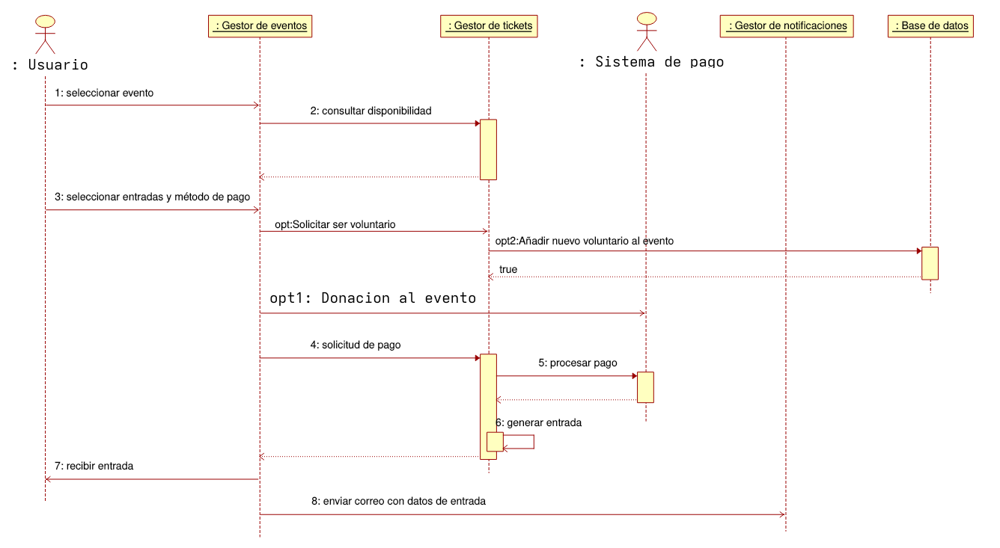 : Gestor de eventos
: Gestor de tickets
: Gestor de notificaciones
: Base de datos
: Usuario
: Sistema de pago
1: seleccionar evento
2: consultar disponibilidad
3: seleccionar entradas y método de pago
opt:Solicitar ser voluntario
opt2:Añadir nuevo voluntario al evento
true
opt1: Donacion al evento
4: solicitud de pago
5: procesar pago
6: generar entrada
7: recibir entrada
8: enviar correo con datos de entrada